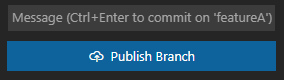 Message (Ctrl+Enter to commit on 'featureA')
Publish Branch